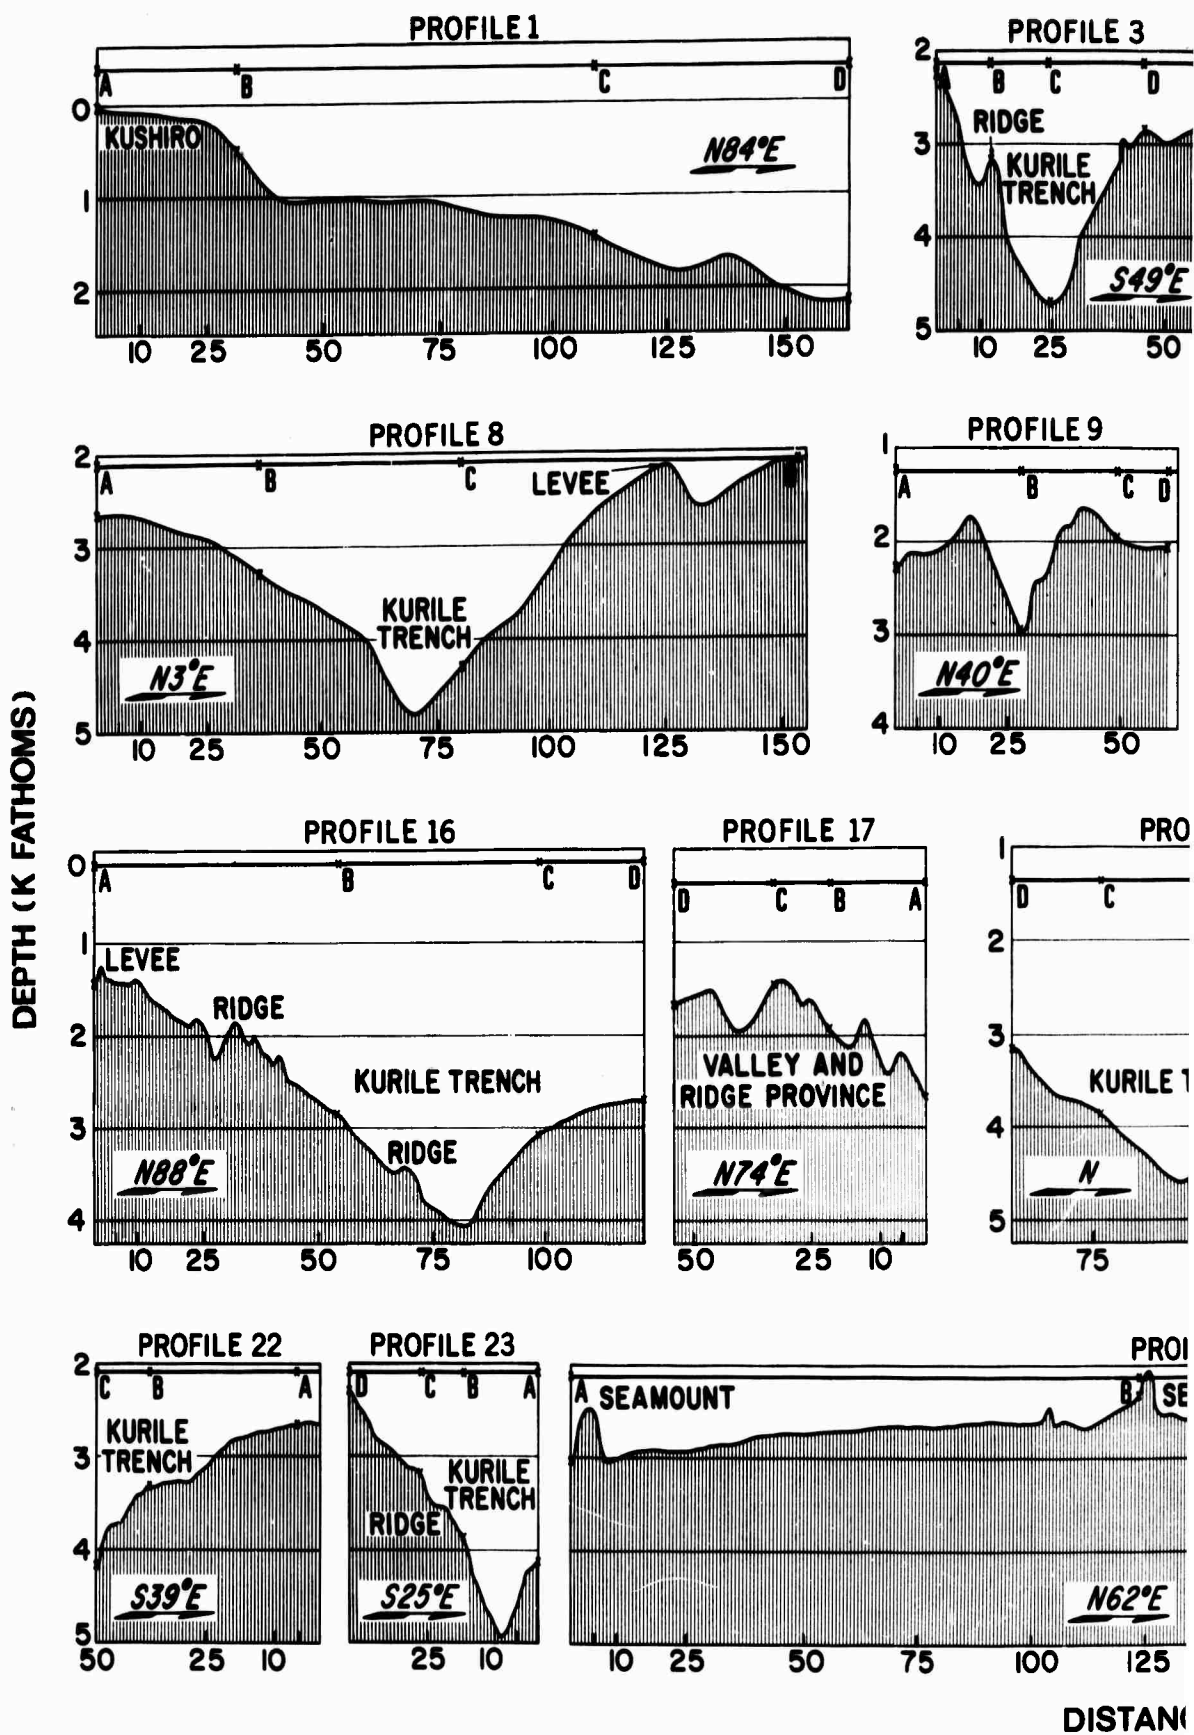 PROFILE 1
A B C D
0
KUSHIRO
N84°E
1
2
10 25 50 75 100 125 150
PROFILE 3
2
A B C D
RIDGE
3
KURILE
TRENCH
4
S49°E
5
10 25 50
PROFILE 8
2
A B C
LEVEE
3
KURILE
TRENCH
4
N3°E
5
10 25 50 75 100 125 150
PROFILE 9
1
A B C D
2
3
N40°E
4
10 25 50
DEPTH (K FATHOMS)
PROFILE 16
0
A B C D
1
LEVEE
RIDGE
2
KURILE TRENCH
3
RIDGE
N88°E
4
10 25 50 75 100
PROFILE 17
D C B A
VALLEY AND
RIDGE PROVINCE
N74°E
50 25 10
PRO
1
D C
2
3
KURILE T
4
N
5
75
PROFILE 22
2
C B A
KURILE
TRENCH
3
4
S39°E
5
50 25 10
PROFILE 23
D C B A
KURILE
TRENCH
RIDGE
S25°E
25 10
PROI
A B
SEAMOUNT SE
N62°E
10 25 50 75 100 125
DISTAN